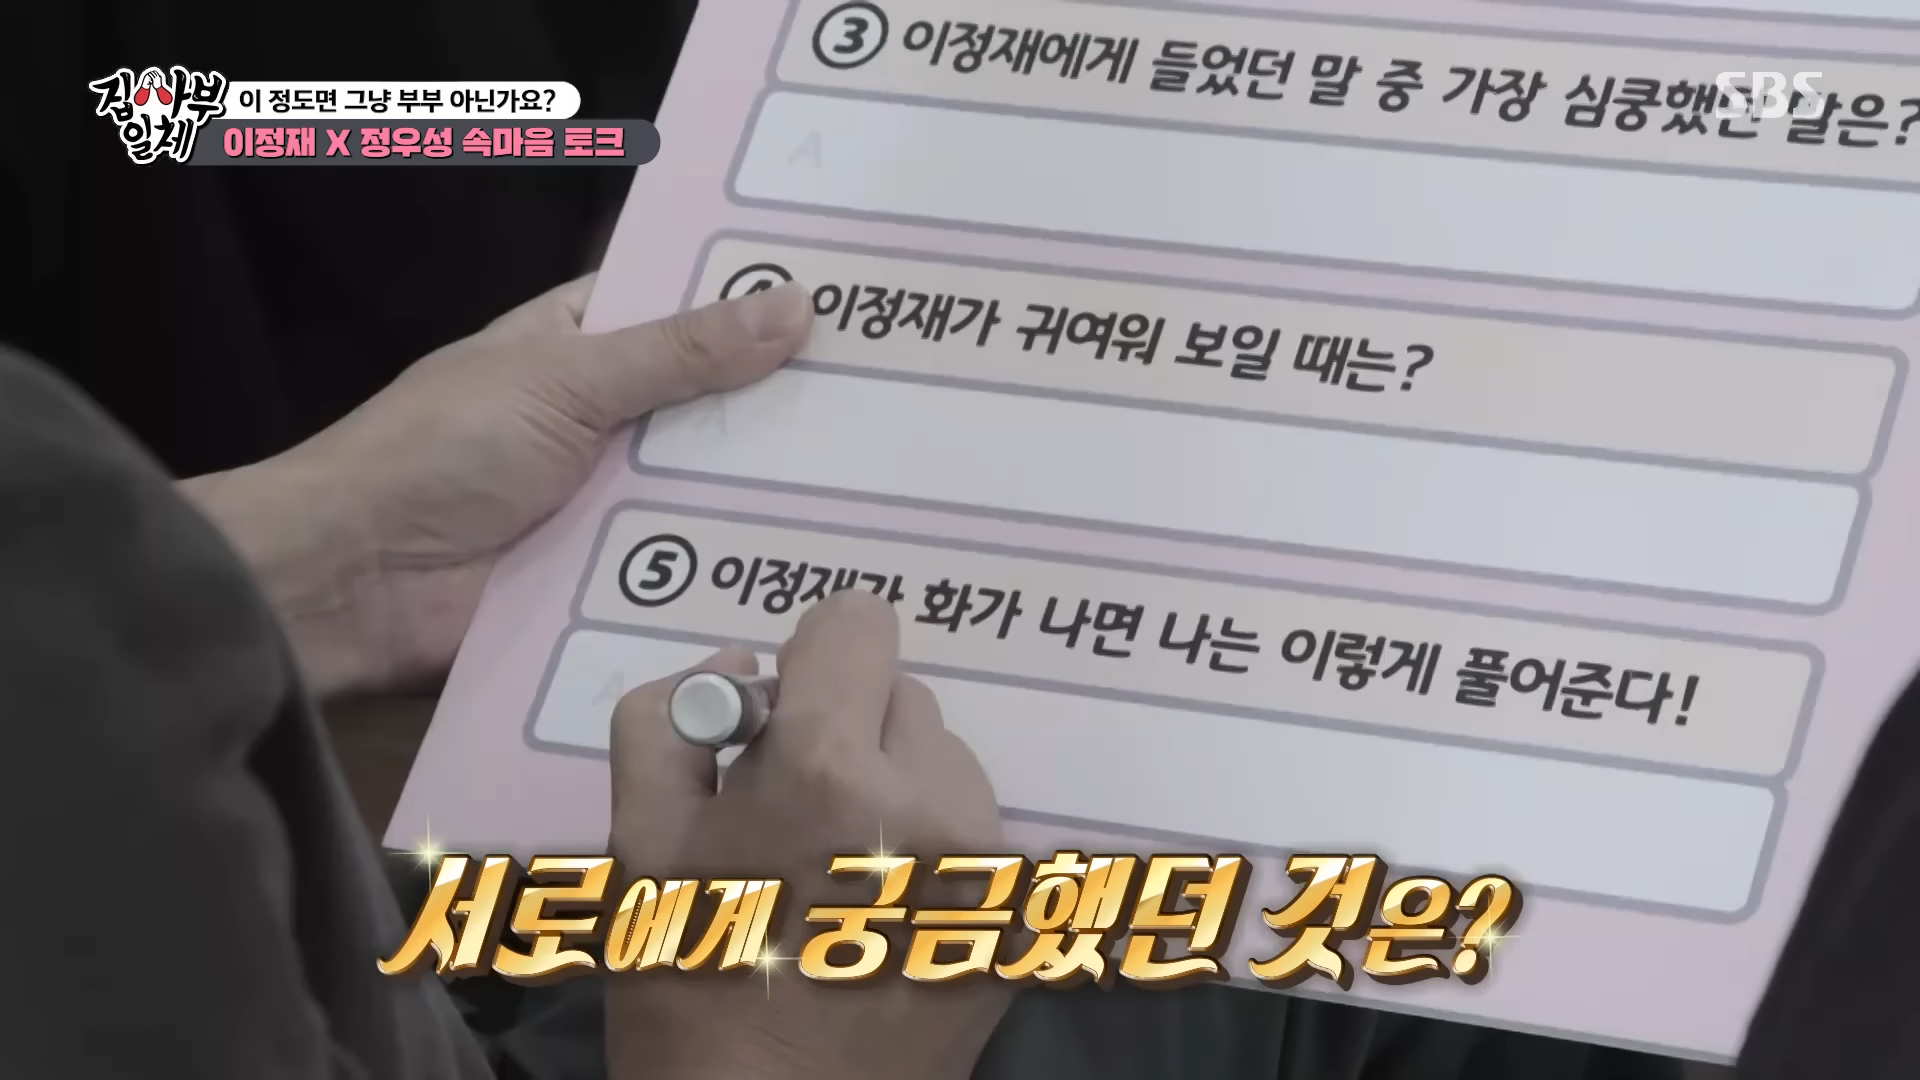 집사부일체
이 정도면 그냥 부부 아닌가요?
이정재 X 정우성 속마음 토크
SBS
③ 이정재에게 들었던 말 중 가장 심쿵했던 말은?
A
④ 이정재가 귀여워 보일 때는?
A
⑤ 이정재가 화가 나면 나는 이렇게 풀어준다!
A
서로에게 궁금했던 것은?